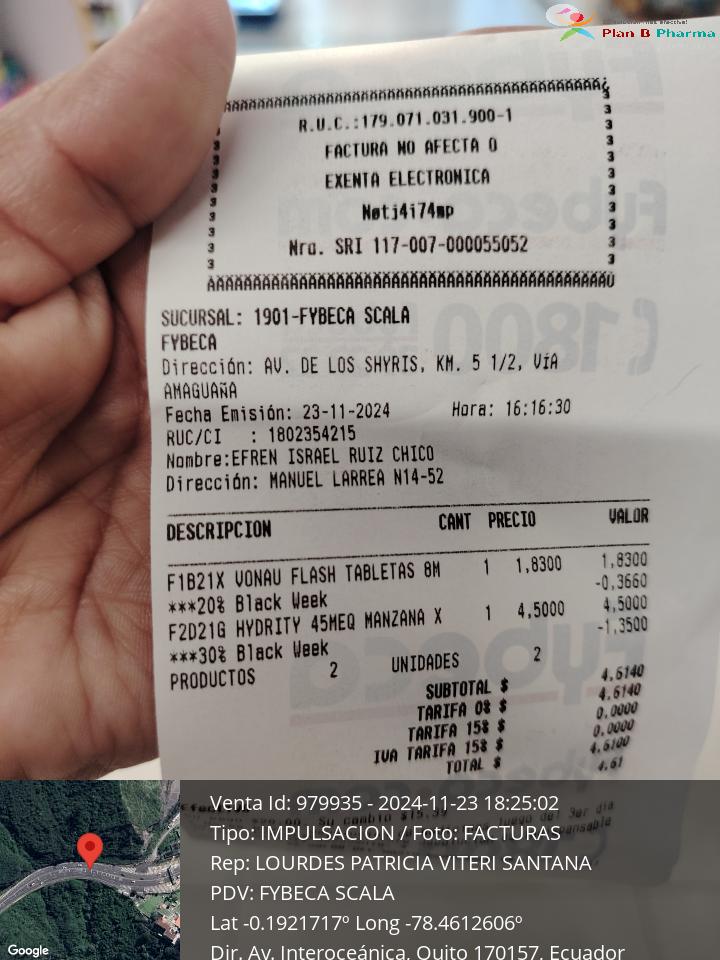 Plan B Pharma
R.U.C.:179.071.031.900-1
FACTURA NO AFECTA O
EXENTA ELECTRONICA
Nøtj4i74mp
Nro. SRI 117-007-000055052
SUCURSAL: 1901-FYBECA SCALA
FYBECA
Dirección: AV. DE LOS SHYRIS, KM. 5 1/2, VÍA
AMAGUAÑA
Fecha Emisión: 23-11-2024 Hora: 16:16:30
RUC/CI : 1802354215
Nombre:EFREN ISRAEL RUIZ CHICO
Dirección: MANUEL LARREA N14-52
DESCRIPCION CANT PRECIO VALOR
F1B21X VONAU FLASH TABLETAS 8M 1 1,8300 1,8300
***20% Black Week -0,3660
F2D21G HYDRITY 45MEQ MANZANA X 1 4,5000 4,5000
***30% Black Week -1,3500
PRODUCTOS 2 UNIDADES 2
SUBTOTAL $ 4,6140
TARIFA 0% $ 4,6140
TARIFA 15% $ 0,0000
IVA TARIFA 15% $ 0,0000
TOTAL $ 4,6100
4,61
Venta Id: 979935 - 2024-11-23 18:25:02
Tipo: IMPULSACION / Foto: FACTURAS
Rep: LOURDES PATRICIA VITERI SANTANA
PDV: FYBECA SCALA
Lat -0.1921717º Long -78.4612606º
Dir. Av. Interoceánica, Quito 170157, Ecuador
Google